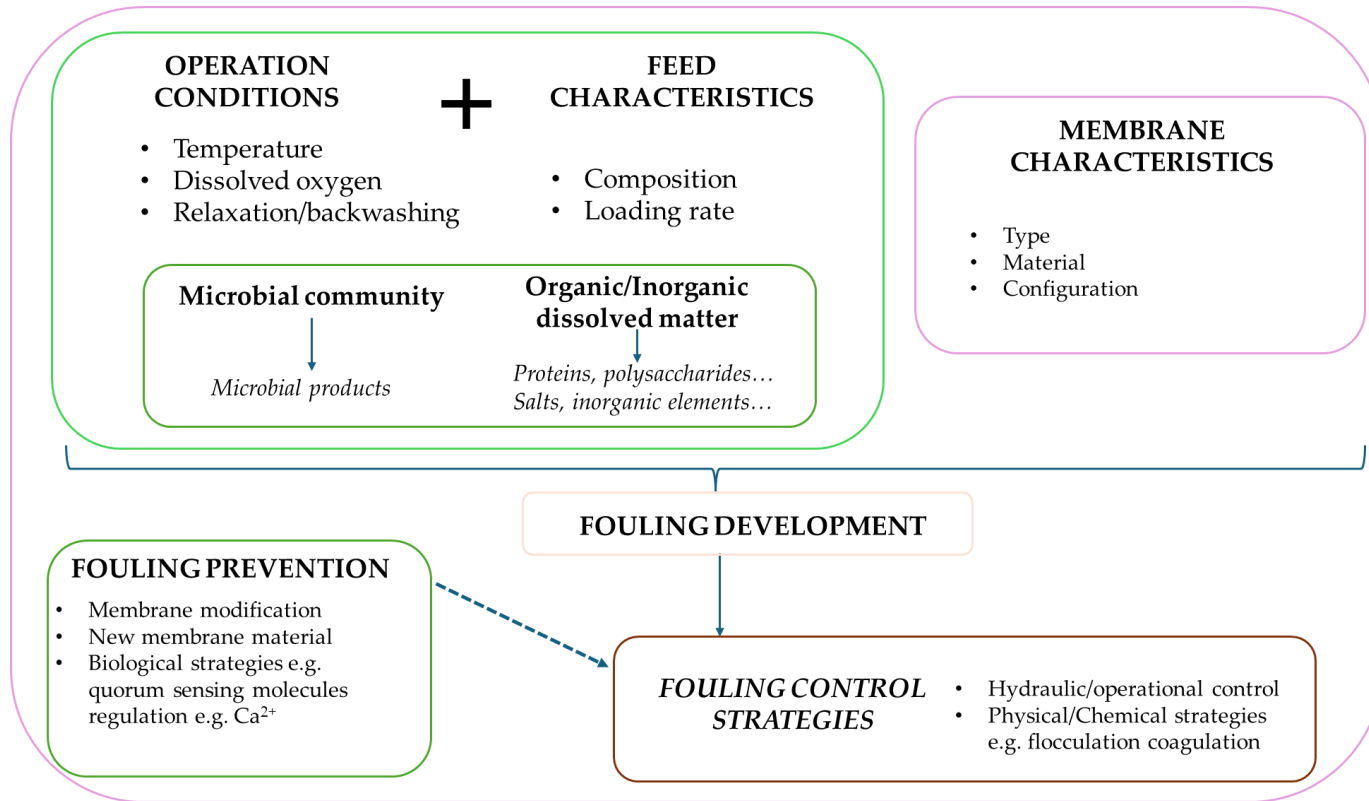 OPERATION
CONDITIONS
• Temperature
• Dissolved oxygen
• Relaxation/backwashing
+
FEED
CHARACTERISTICS
• Composition
• Loading rate
Microbial community
Microbial products
Organic/Inorganic
dissolved matter
Proteins, polysaccharides…
Salts, inorganic elements…
MEMBRANE
CHARACTERISTICS
• Type
• Material
• Configuration
FOULING DEVELOPMENT
FOULING PREVENTION
• Membrane modification
• New membrane material
• Biological strategies e.g.
quorum sensing molecules
regulation e.g. Ca²⁺
FOULING CONTROL
STRATEGIES
• Hydraulic/operational control
• Physical/Chemical strategies
e.g. flocculation coagulation